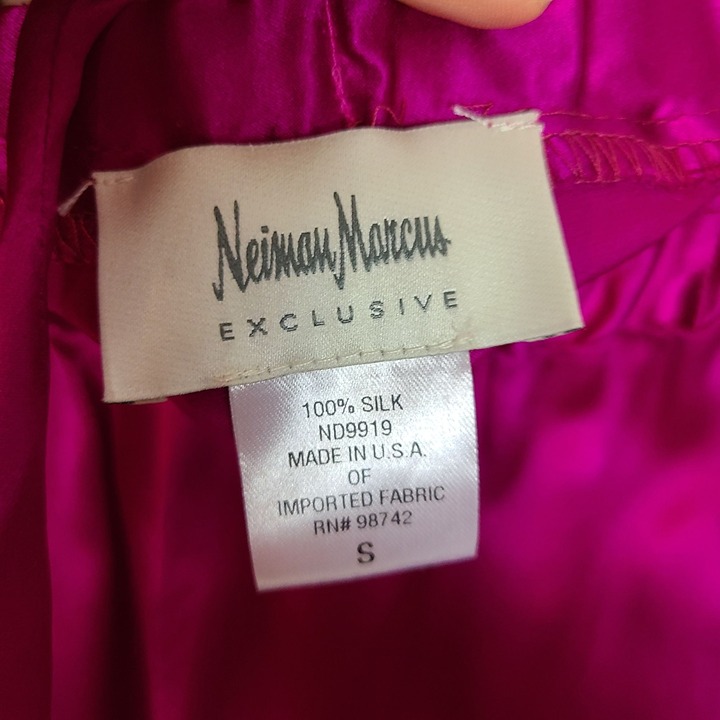 Neiman Marcus
EXCLUSIVE
100% SILK
ND9919
MADE IN U.S.A.
OF
IMPORTED FABRIC
RN# 98742
S